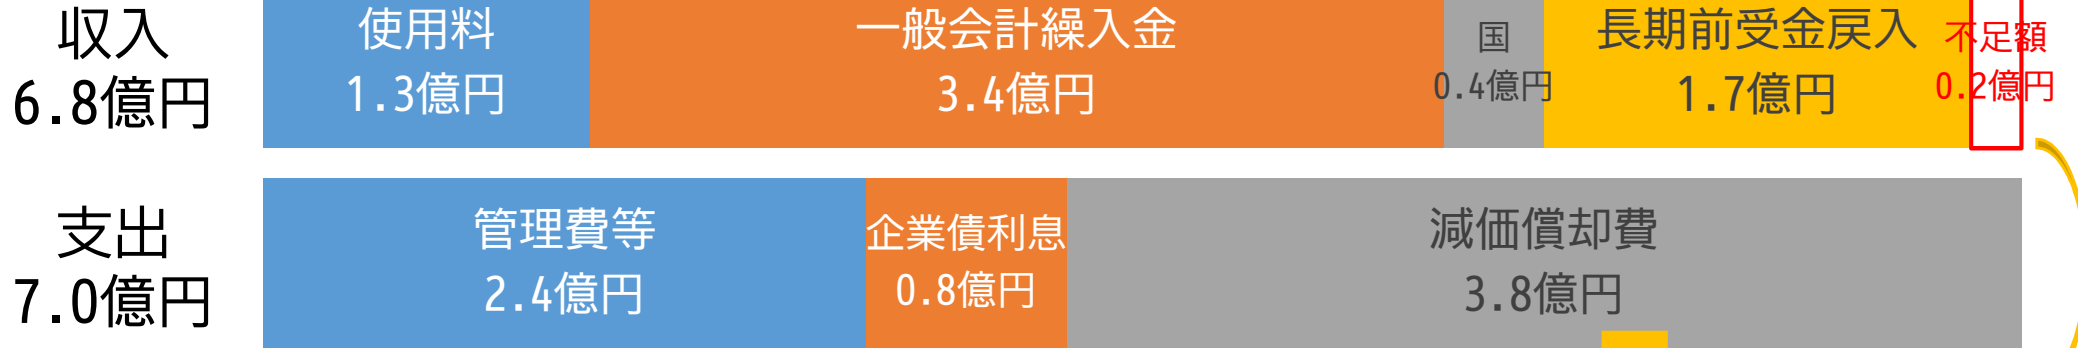 収入
6.8億円
使用料
1.3億円
一般会計繰入金
3.4億円
国
0.4億円
長期前受金戻入
1.7億円
不足額
0.2億円
支出
7.0億円
管理費等
2.4億円
企業債利息
0.8億円
減価償却費
3.8億円